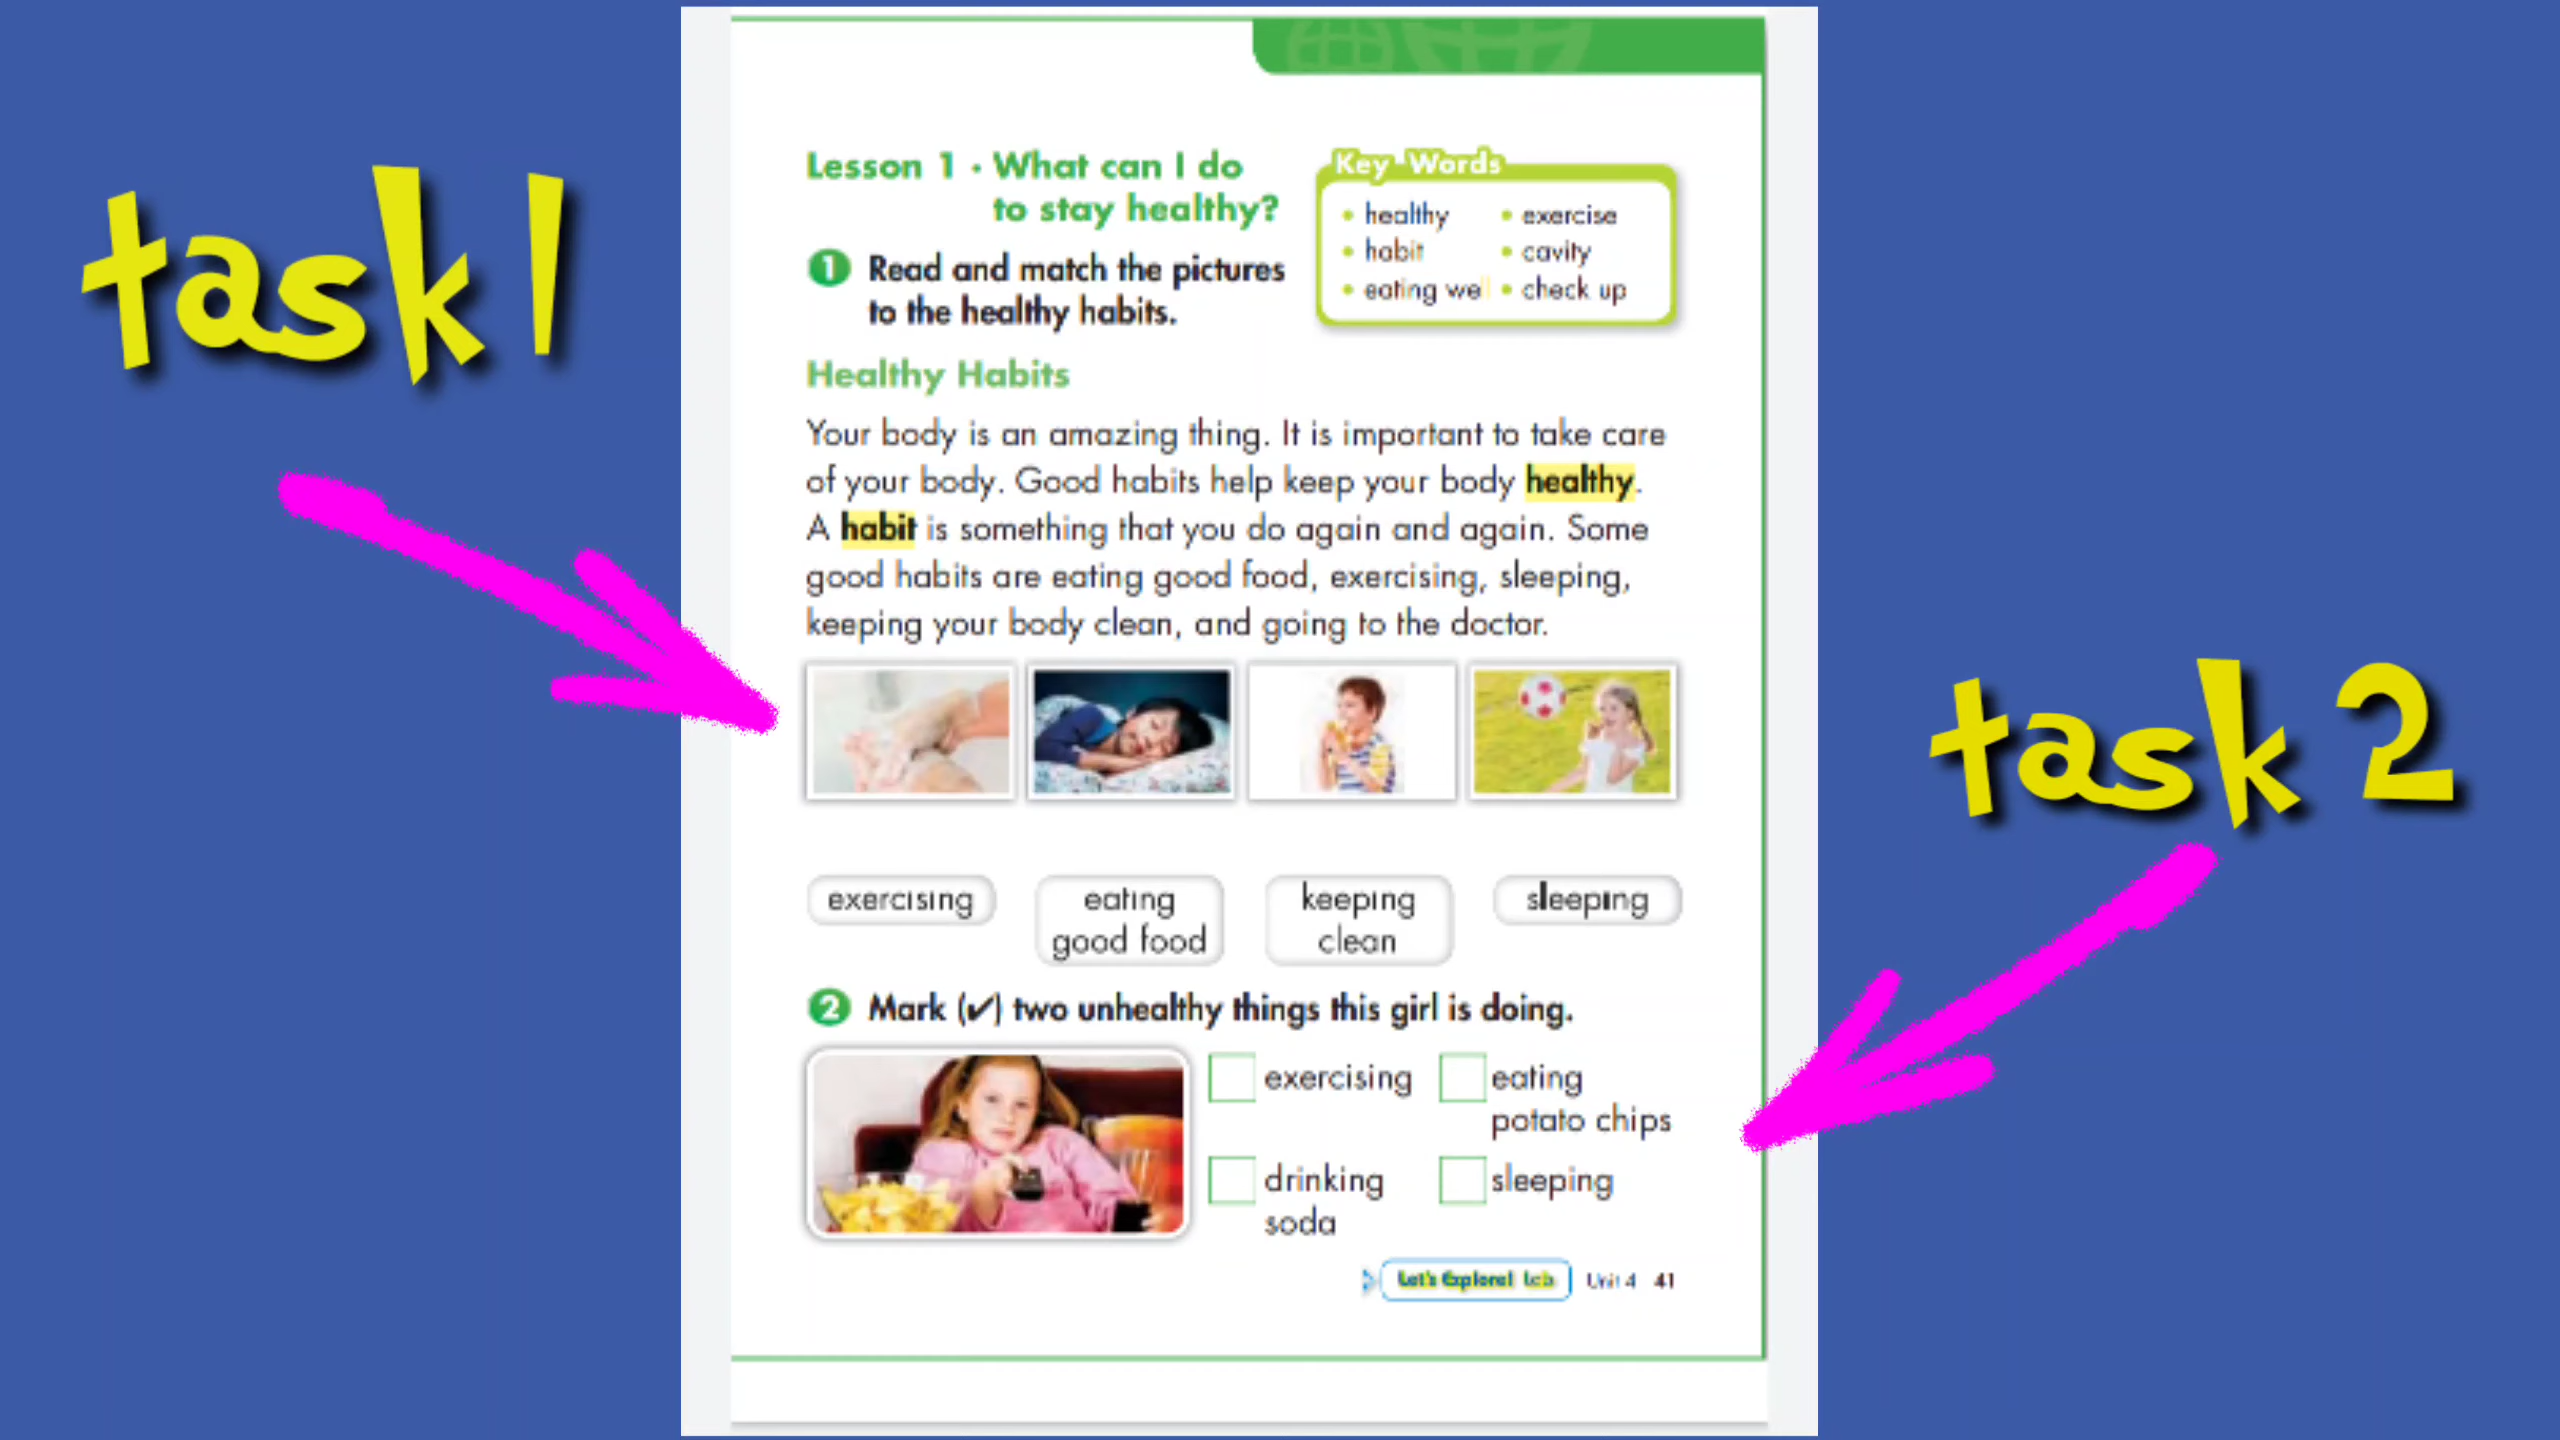 task 1
Lesson 1 · What can I do
to stay healthy?
Key Words
• healthy • exercise
• habit • cavity
• eating wel • check up
1 Read and match the pictures
to the healthy habits.
Healthy Habits
Your body is an amazing thing. It is important to take care
of your body. Good habits help keep your body healthy.
A habit is something that you do again and again. Some
good habits are eating good food, exercising, sleeping,
keeping your body clean, and going to the doctor.
task 2
exercising
eating
good food
keeping
clean
sleeping
2 Mark (✔) two unhealthy things this girl is doing.
exercising
eating
potato chips
drinking
soda
sleeping
Let's Explore! Lab Unit 4 41